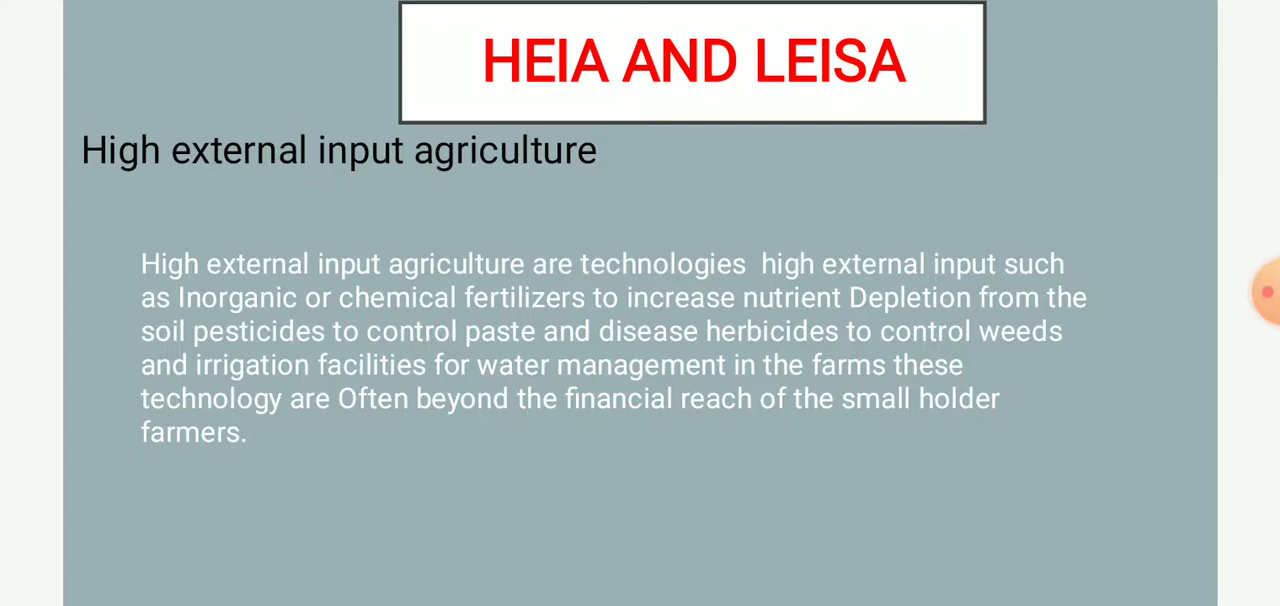 HEIA AND LEISA
High external input agriculture
High external input agriculture are technologies  high external input such
as Inorganic or chemical fertilizers to increase nutrient Depletion from the
soil pesticides to control paste and disease herbicides to control weeds
and irrigation facilities for water management in the farms these
technology are Often beyond the financial reach of the small holder
farmers.